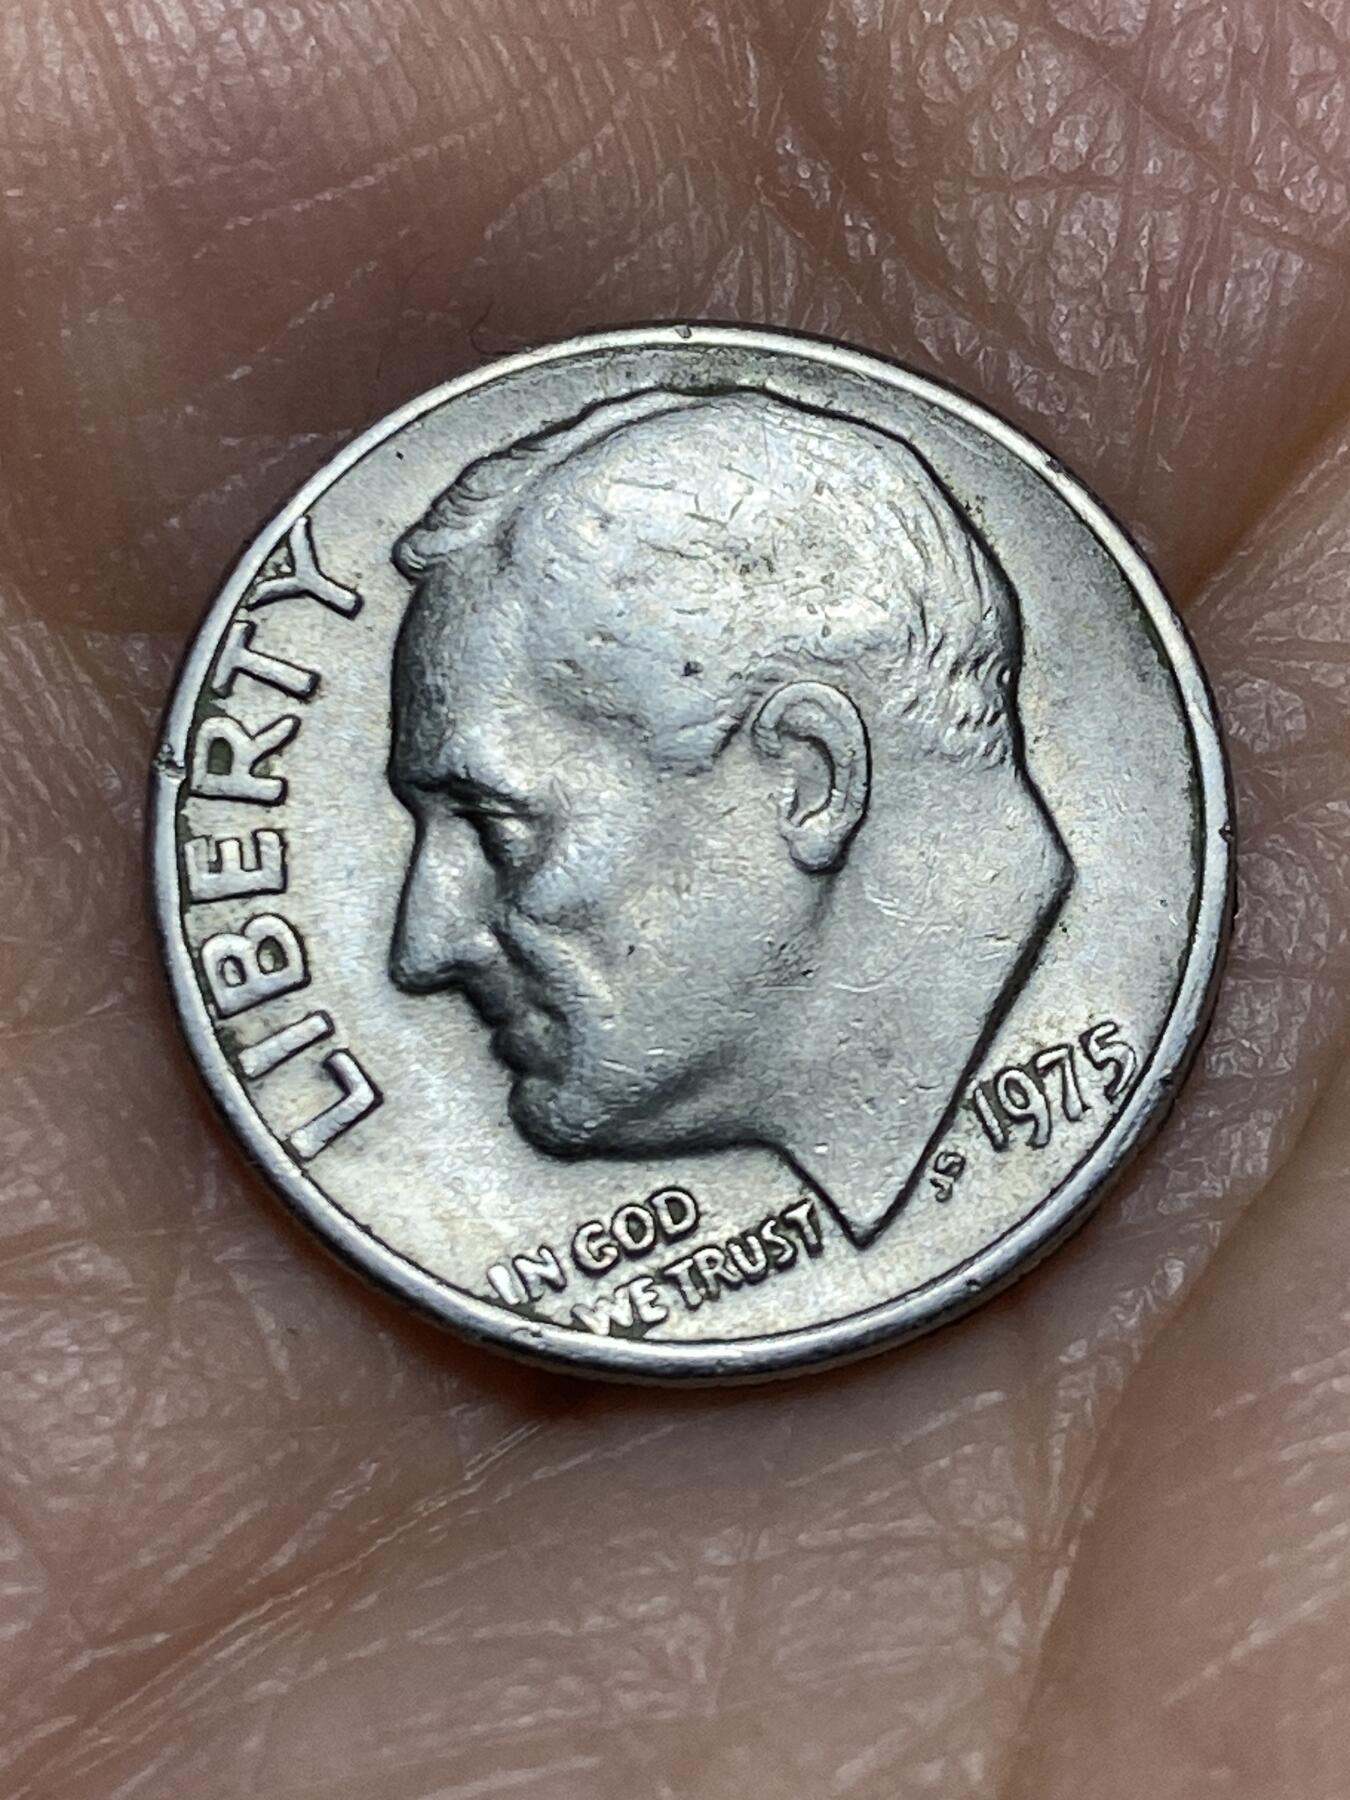 LIBERTY
IN GOD
WE TRUST
JS
1975